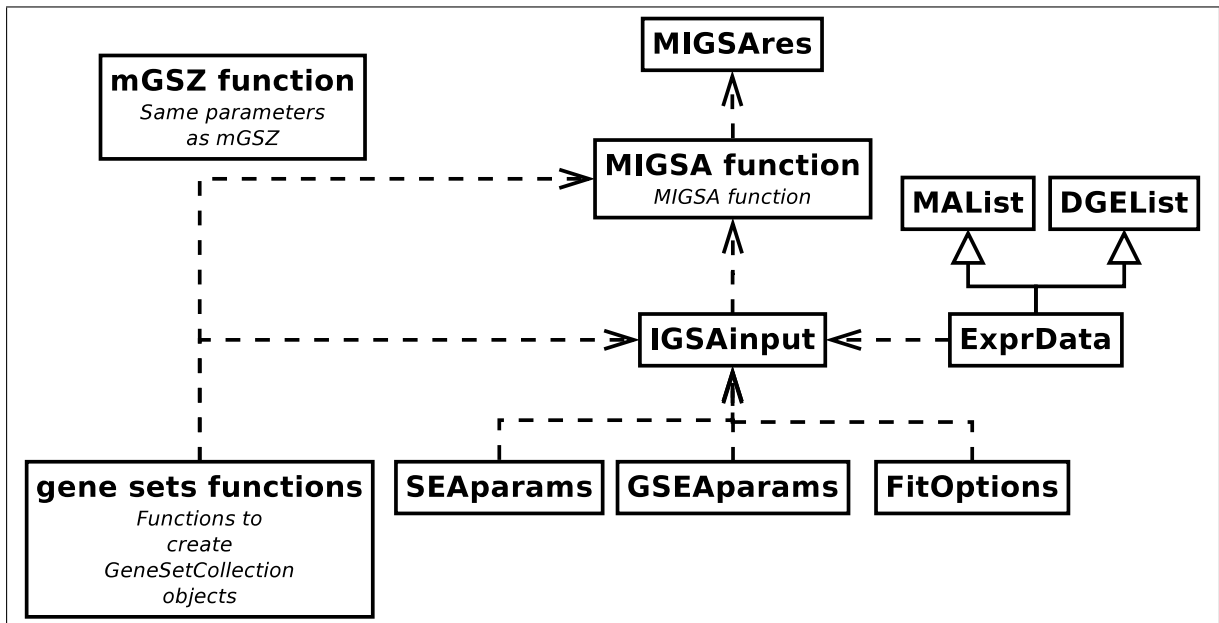 MIGSAres
mGSZ function
Same parameters
as mGSZ
MIGSA function
MIGSA function
MAList
DGEList
IGSAinput
ExprData
gene sets functions
Functions to
create
GeneSetCollection
objects
SEAparams
GSEAparams
FitOptions